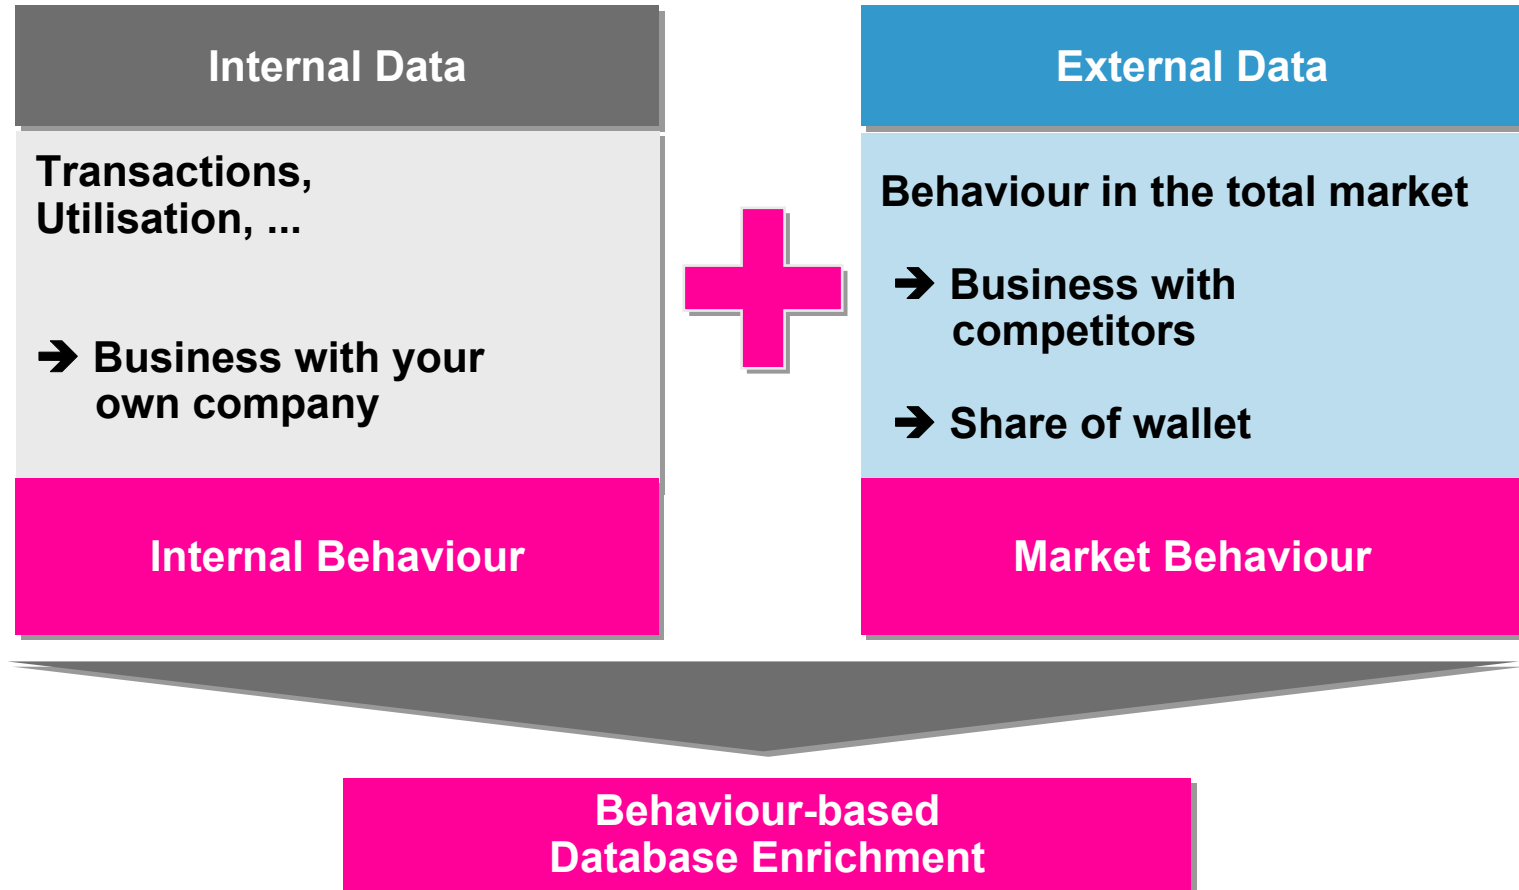 Internal Data
Transactions,
Utilisation, ...
➔ Business with your
own company
Internal Behaviour
External Data
Behaviour in the total market
➔ Business with
competitors
➔ Share of wallet
Market Behaviour
Behaviour-based
Database Enrichment